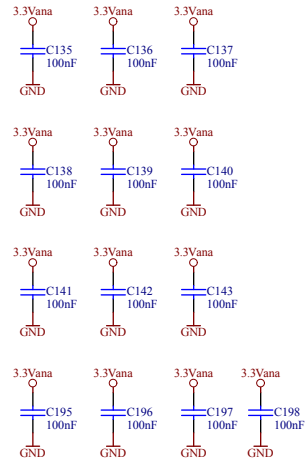 3.3Vana 3.3Vana 3.3Vana
C135 C136 C137
100nF 100nF 100nF
GND GND GND
3.3Vana 3.3Vana 3.3Vana
C138 C139 C140
100nF 100nF 100nF
GND GND GND
3.3Vana 3.3Vana 3.3Vana
C141 C142 C143
100nF 100nF 100nF
GND GND GND
3.3Vana 3.3Vana 3.3Vana 3.3Vana
C195 C196 C197 C198
100nF 100nF 100nF 100nF
GND GND GND GND